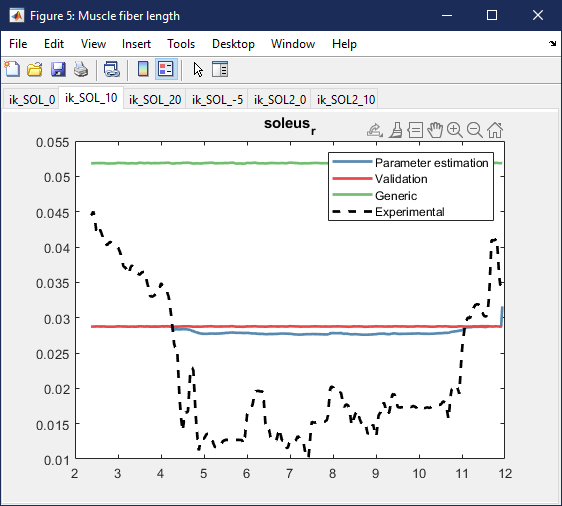 Figure 5: Muscle fiber length
File Edit View Insert Tools Desktop Window Help
ik_SOL_0 ik_SOL_10 ik_SOL_20 ik_SOL_-5 ik_SOL2_0 ik_SOL2_10
soleus_r
0.055
Parameter estimation
0.05
Validation
Generic
0.045
Experimental
0.04
0.035
0.03
0.025
0.02
0.015
0.01
2 3 4 5 6 7 8 9 10 11 12